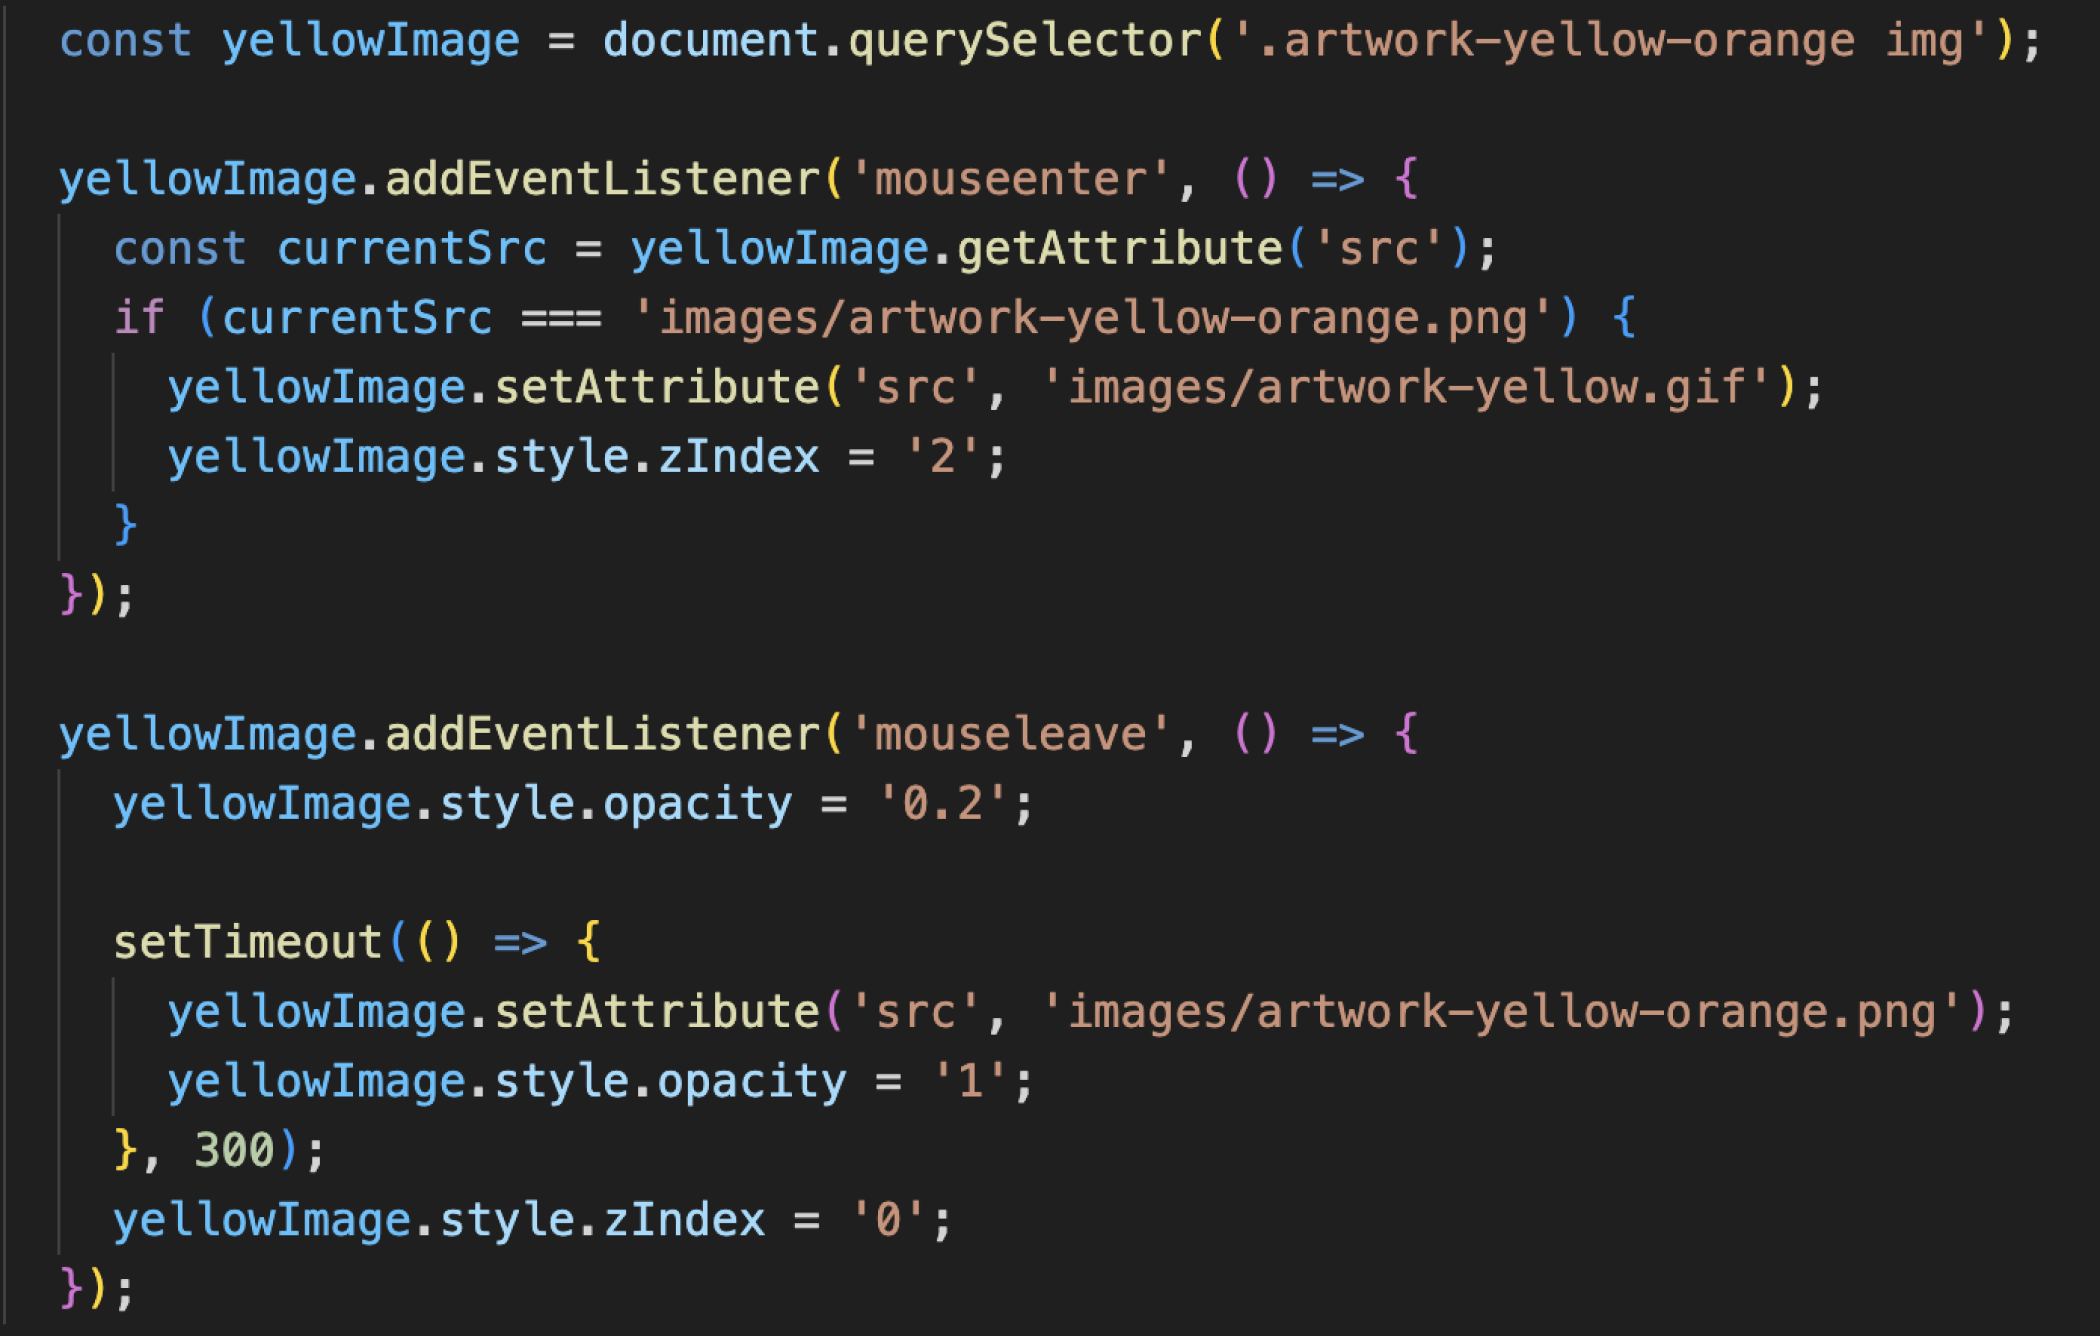 const yellowImage = document.querySelector('.artwork-yellow-orange img');
yellowImage.addEventListener('mouseenter', () => {
const currentSrc = yellowImage.getAttribute('src');
if (currentSrc === 'images/artwork-yellow-orange.png') {
yellowImage.setAttribute('src', 'images/artwork-yellow.gif');
yellowImage.style.zIndex = '2';
}
});
yellowImage.addEventListener('mouseleave', () => {
yellowImage.style.opacity = '0.2';
setTimeout(() => {
yellowImage.setAttribute('src', 'images/artwork-yellow-orange.png');
yellowImage.style.opacity = '1';
}, 300);
yellowImage.style.zIndex = '0';
});